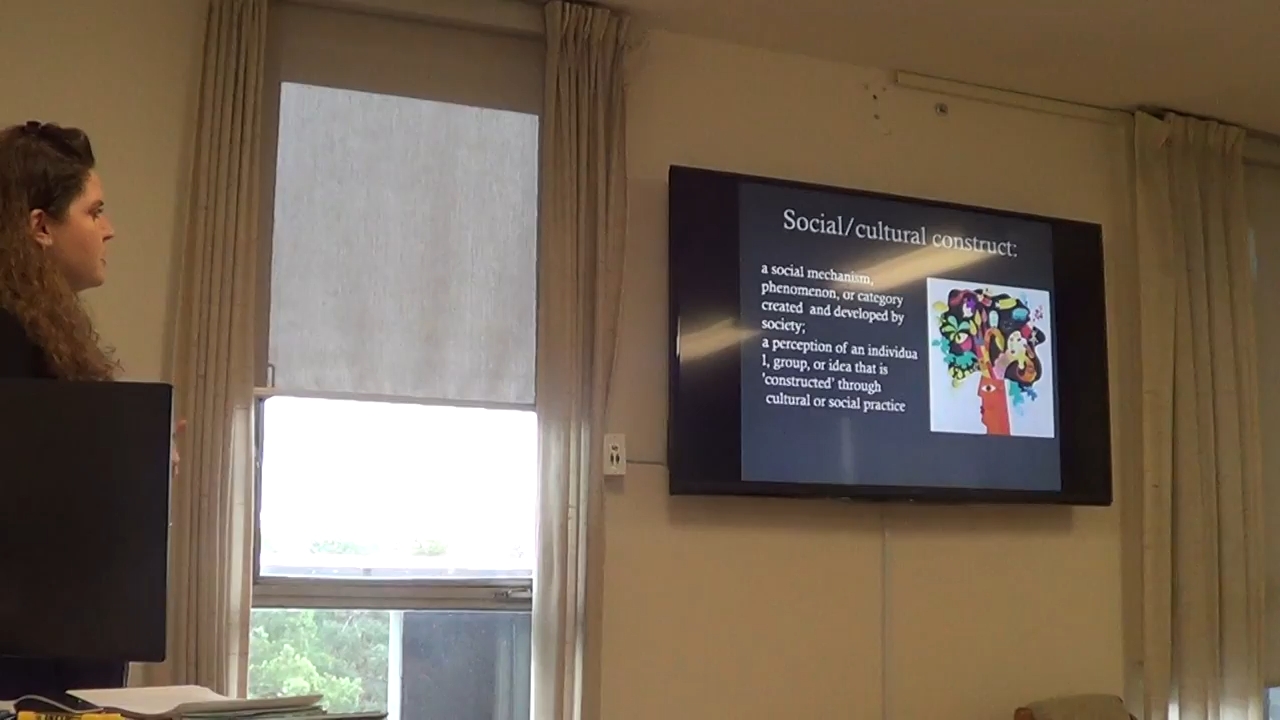 Social/cultural construct:
a social mechanism,
phenomenon, or category
created and developed by
society;
a perception of an individua
l, group, or idea that is
'constructed' through
cultural or social practice